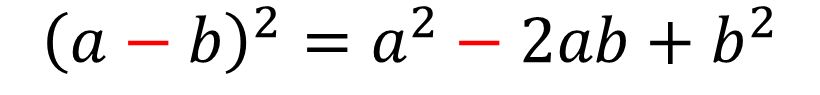 (a − b)² = a² − 2ab + b²